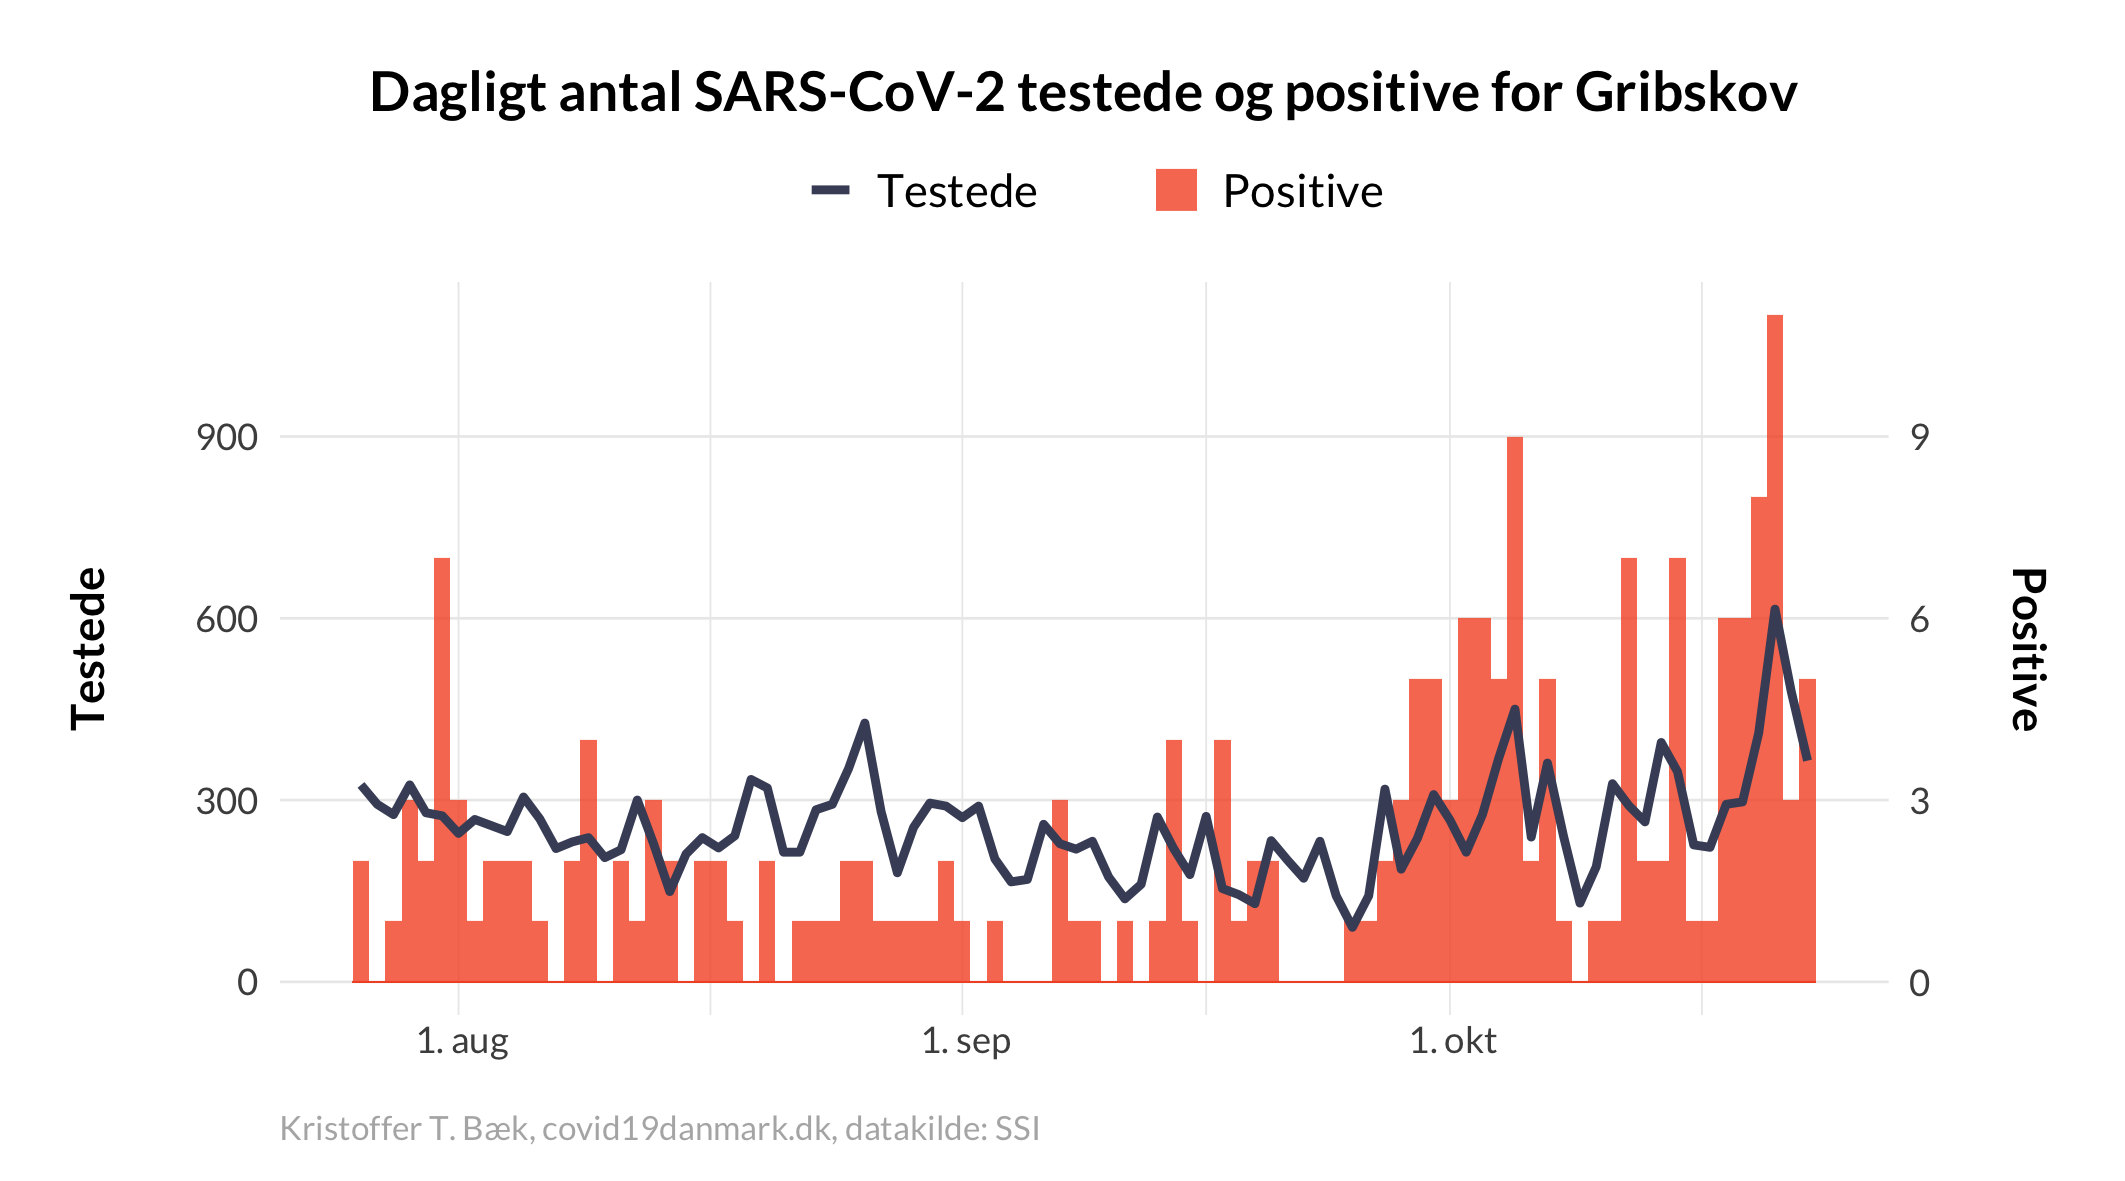 Dagligt antal SARS-CoV-2 testede og positive for Gribskov
Testede Positive
900 9
600 6
300 3
0 0
Testede
Positive
1. aug 1. sep 1. okt
Kristoffer T. Bæk, covid19danmark.dk, datakilde: SSI